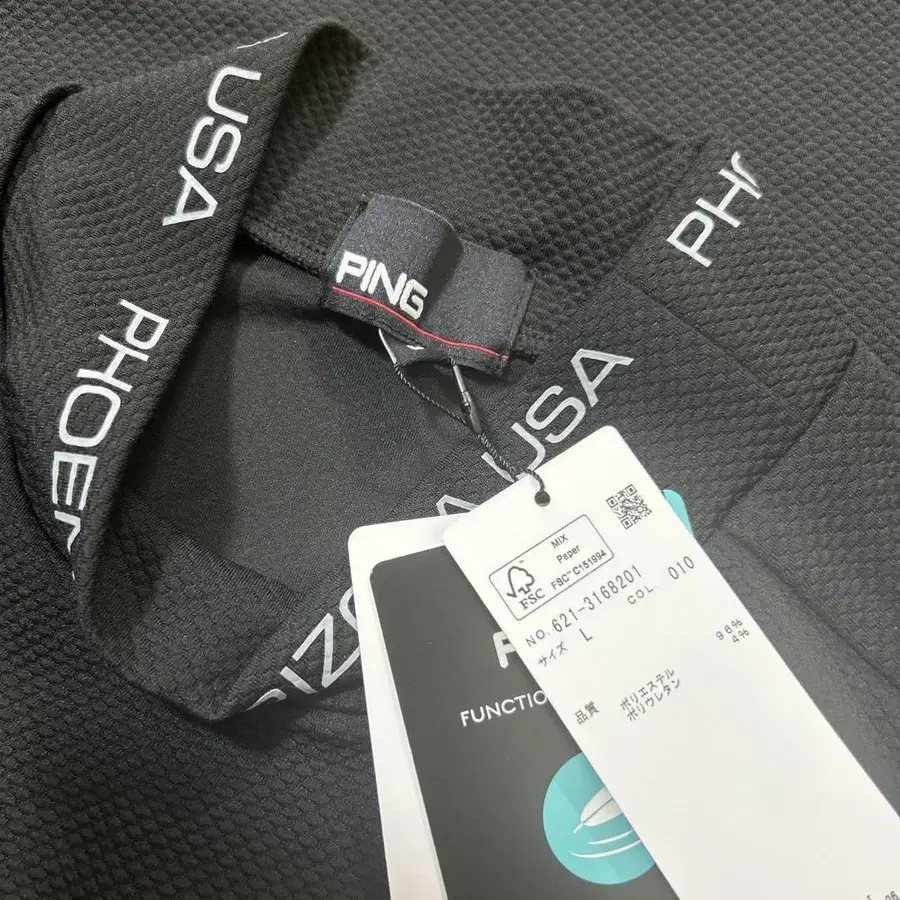 USA
PHOE
PING
PH
USA
MIX
Paper
FSC™ C151994
FSC
NO. 621-3168201
COL. 010
サイズ L
品質 ポリエステル 96%
ポリウレタン 4%
FUNCTIO